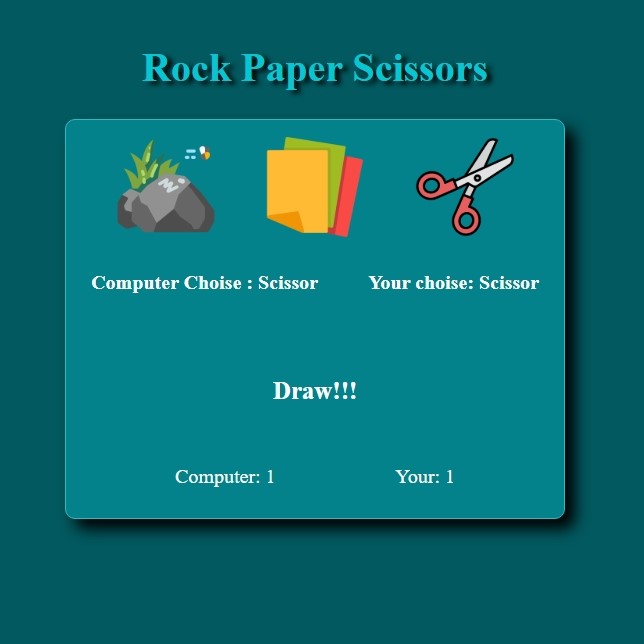 Rock Paper Scissors
Computer Choise : Scissor Your choise: Scissor
Draw!!!
Computer: 1 Your: 1